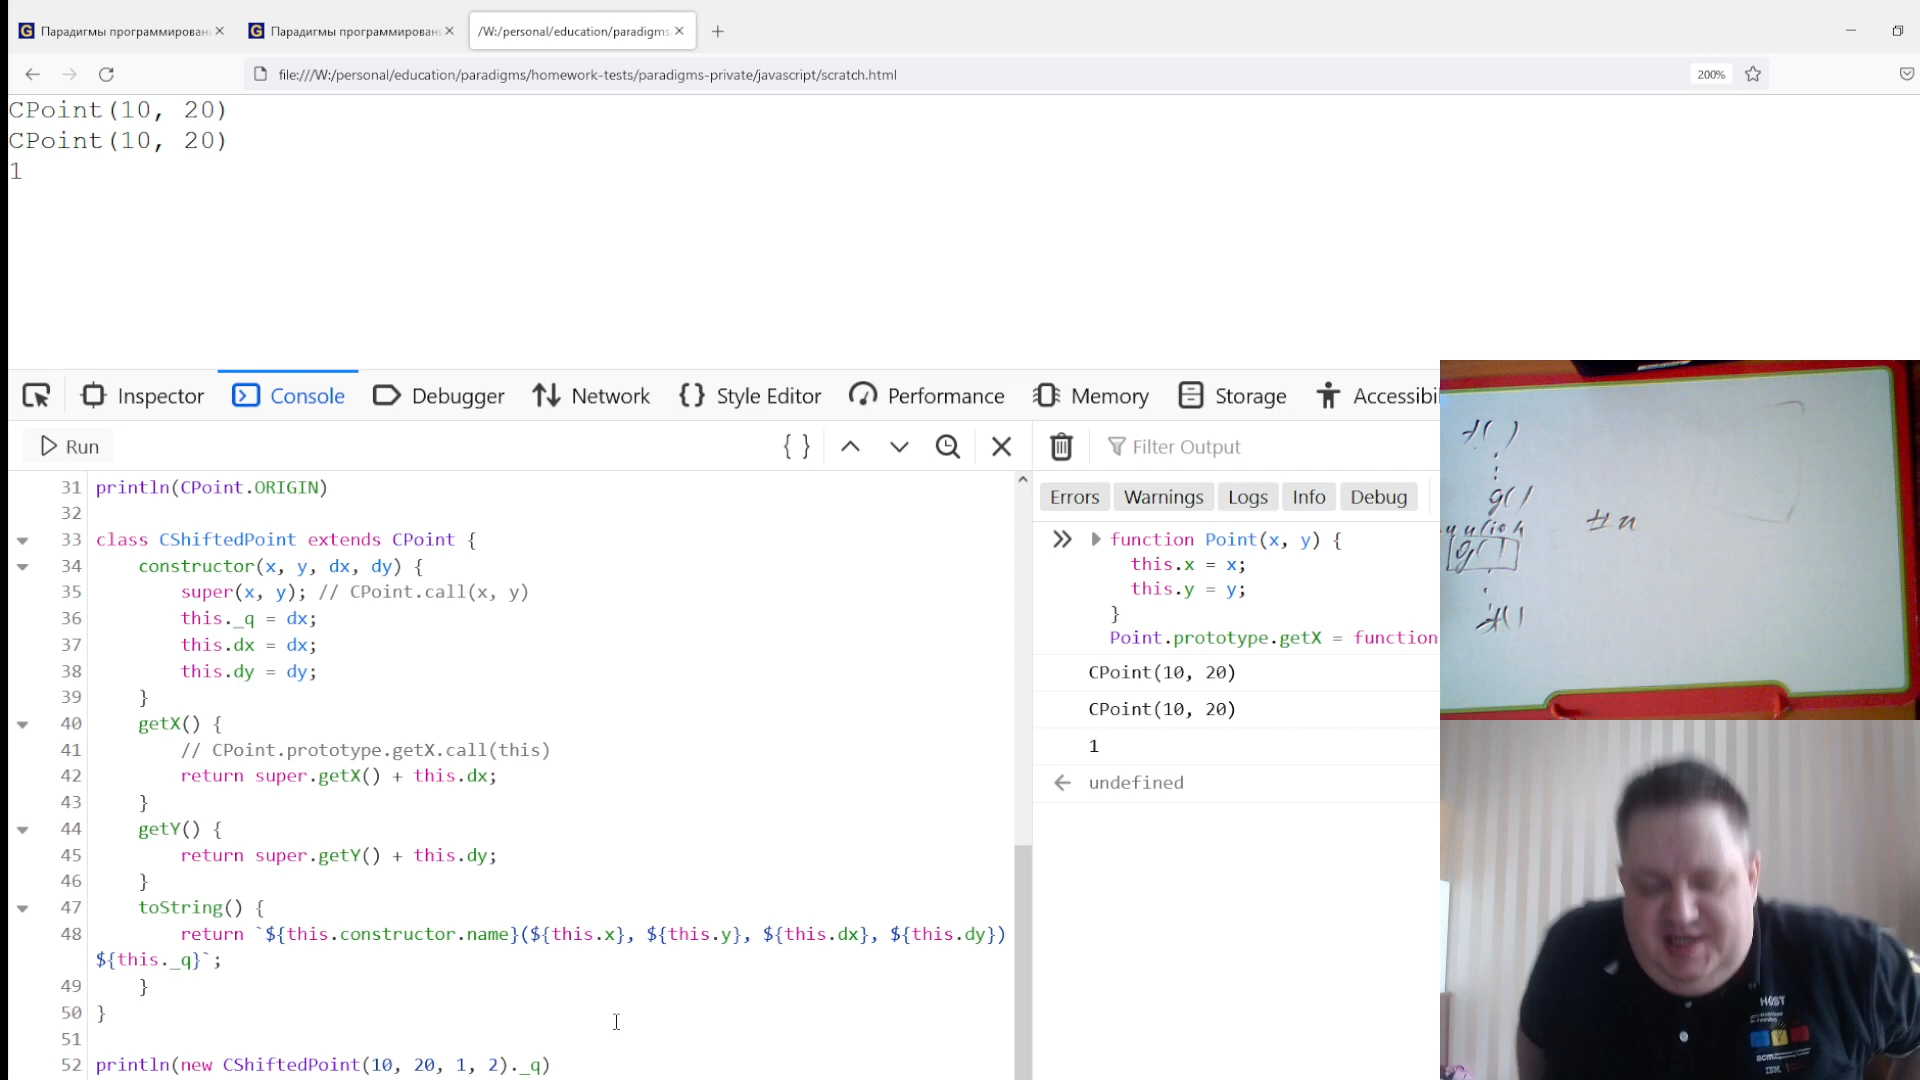 Парадигмы программирован
Парадигмы программирован
/W:/personal/education/paradigms
file:///W:/personal/education/paradigms/homework-tests/paradigms-private/javascript/scratch.html
200%
CPoint(10, 20)
CPoint(10, 20)
1
Inspector
Console
Debugger
Network
Style Editor
Performance
Memory
Storage
Accessibi
Run
Filter Output
Errors
Warnings
Logs
Info
Debug
31 println(CPoint.ORIGIN)
32
33 class CShiftedPoint extends CPoint {
34 constructor(x, y, dx, dy) {
35 super(x, y); // CPoint.call(x, y)
36 this._q = dx;
37 this.dx = dx;
38 this.dy = dy;
39 }
40 getX() {
41 // CPoint.prototype.getX.call(this)
42 return super.getX() + this.dx;
43 }
44 getY() {
45 return super.getY() + this.dy;
46 }
47 toString() {
48 return `${this.constructor.name}(${this.x}, ${this.y}, ${this.dx}, ${this.dy})
${this._q}`;
49 }
50 }
51
52 println(new CShiftedPoint(10, 20, 1, 2)._q)
function Point(x, y) {
this.x = x;
this.y = y;
}
Point.prototype.getX = function
CPoint(10, 20)
CPoint(10, 20)
1
undefined
g()
IBM